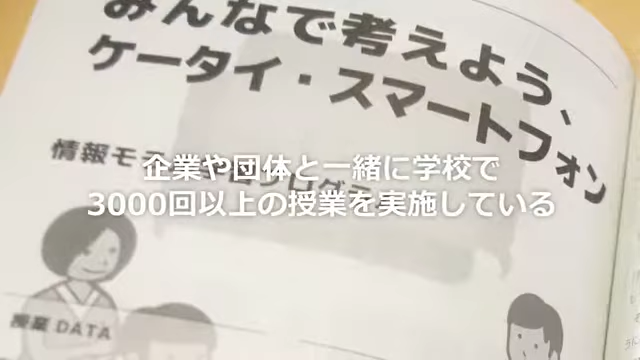 みんなで考えよう、
ケータイ・スマートフォン
情報モ
企業や団体と一緒に学校で
3000回以上の授業を実施している
授業 DATA